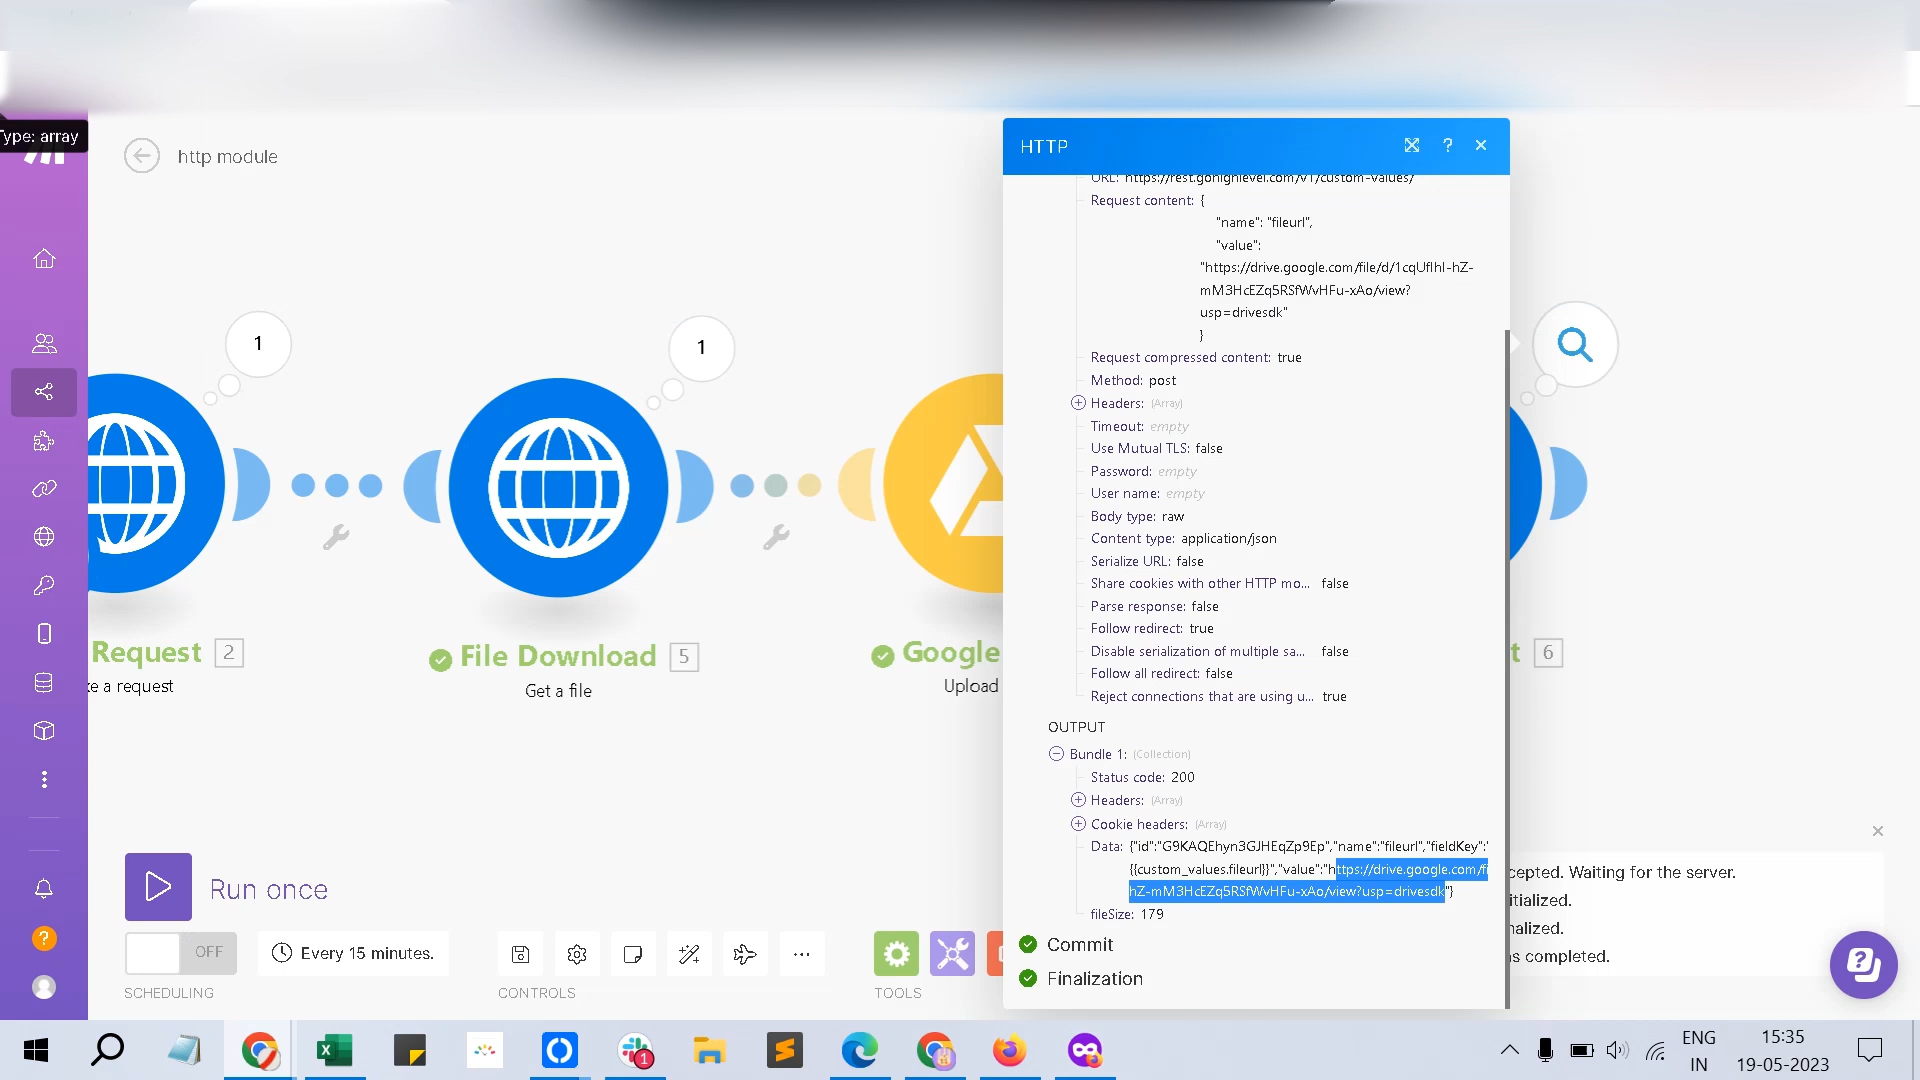 Type: array
http module
HTTP
URL: https://rest.gohighlevel.com/v1/custom-values/
Request content: {
"name": "fileurl",
"value":
"https://drive.google.com/file/d/1cqUfIhI-hZ-
mM3HcEZq5RSfWvHFu-xAo/view?
usp=drivesdk"
}
Request compressed content: true
Method: post
Headers: (Array)
Timeout: empty
Use Mutual TLS: false
Password: empty
User name: empty
Body type: raw
Content type: application/json
Serialize URL: false
Share cookies with other HTTP mo... false
Parse response: false
Follow redirect: true
Disable serialization of multiple sa... false
Follow all redirect: false
Reject connections that are using u... true
OUTPUT
Bundle 1: (Collection)
Status code: 200
Headers: (Array)
Cookie headers: (Array)
Data: {"id":"G9KAQEhyn3GJHEqZp9Ep","name":"fileurl","fieldKey":"
{{custom_values.fileurl}}","value":"https://drive.google.com/fi
hZ-mM3HcEZq5RSfWvHFu-xAo/view?usp=drivesdk"}
fileSize: 179
Commit
Finalization
1
1
Request 2
ke a request
File Download 5
Get a file
Google
Upload
t 6
Run once
OFF
Every 15 minutes.
SCHEDULING
CONTROLS
TOOLS
cepted. Waiting for the server.
itialized.
nalized.
as completed.
?
1
ENG
IN
15:35
19-05-2023